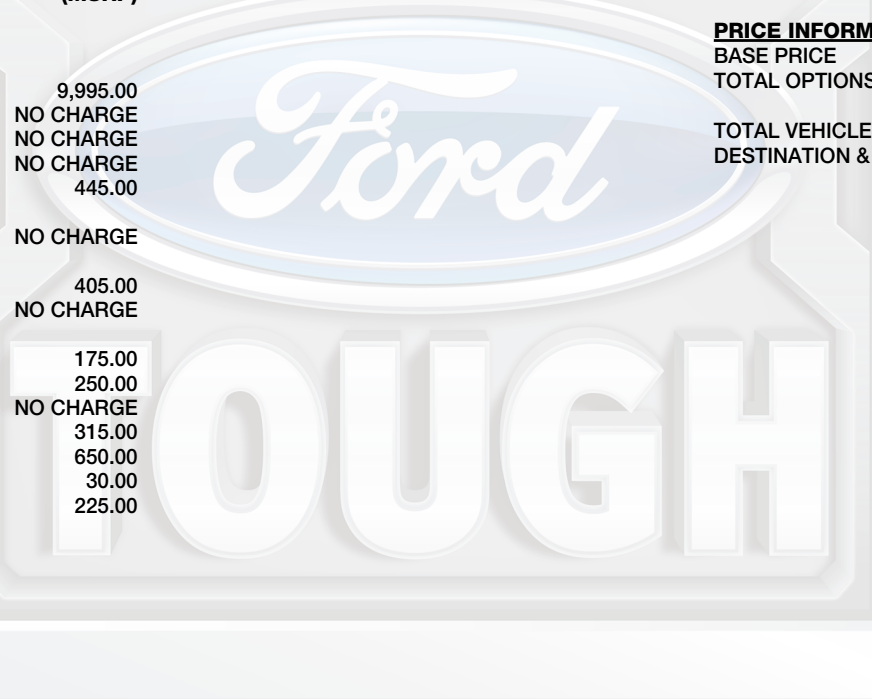 PRICE INFORM
BASE PRICE
TOTAL OPTIONS
TOTAL VEHICLE
DESTINATION &
9,995.00
NO CHARGE
NO CHARGE
NO CHARGE
445.00
NO CHARGE
405.00
NO CHARGE
175.00
250.00
NO CHARGE
315.00
650.00
30.00
225.00
Ford
TOUGH